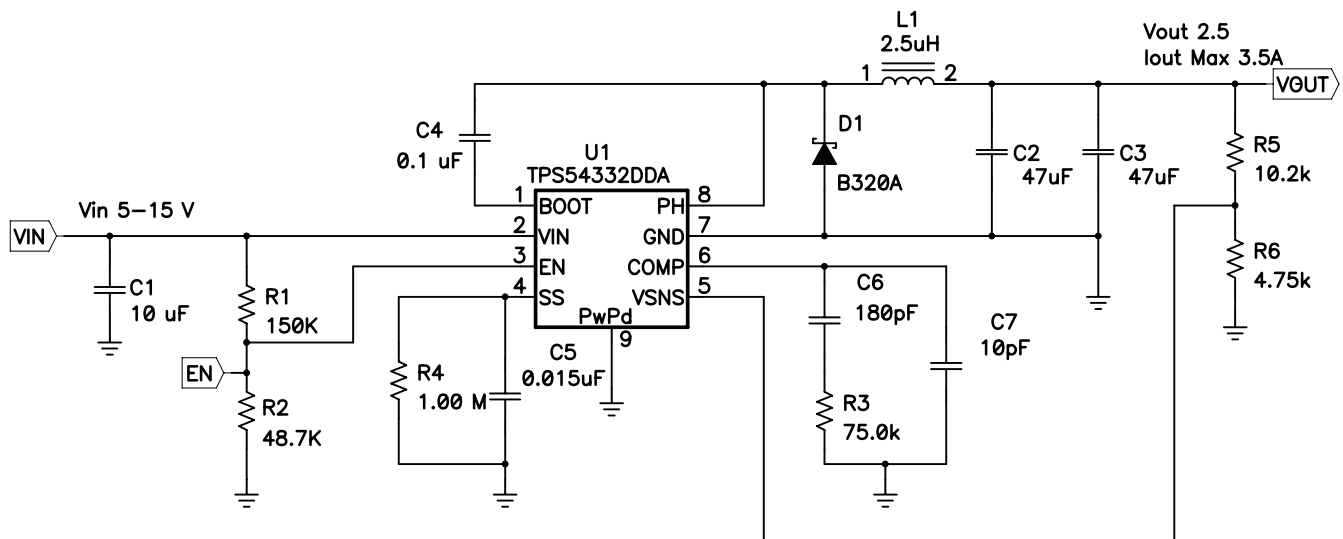 L1
2.5uH
1
2
Vout 2.5
Iout Max 3.5A
VOUT
C4
0.1 uF
D1
B320A
C2
47uF
C3
47uF
R5
10.2k
U1
TPS54332DDA
1
BOOT
PH
8
Vin 5-15 V
VIN
2
VIN
GND
7
3
EN
COMP
6
4
SS
VSNS
5
PwPd
9
C1
10 uF
R1
150K
EN
R2
48.7K
R4
1.00 M
C5
0.015uF
C6
180pF
C7
10pF
R3
75.0k
R6
4.75k